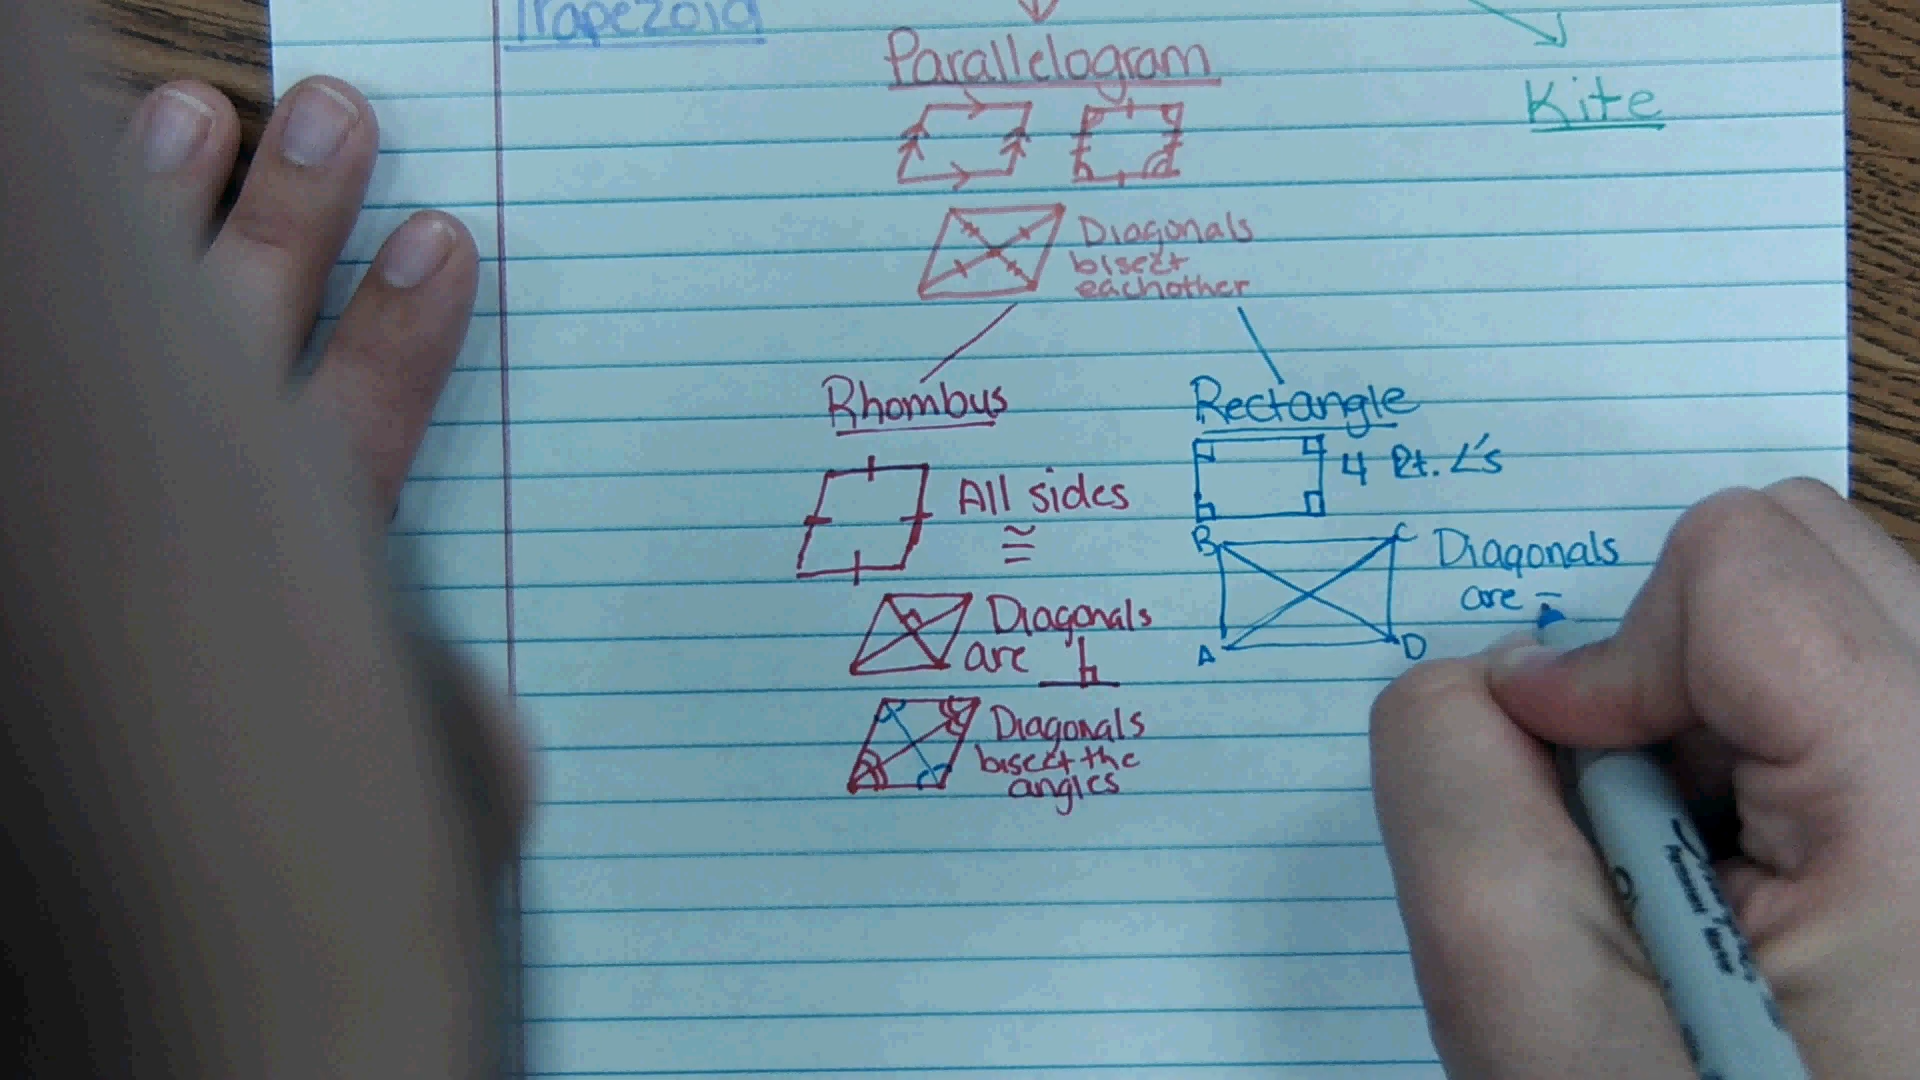 Trapezoid
Parallelogram
Kite
Diagonals
bisect
eachother
Rhombus
All sides
≅
Diagonals
are ⊥
Diagonals
bisect the
angles
Rectangle
4 Rt. ∠'s
B C
A D
Diagonals
are